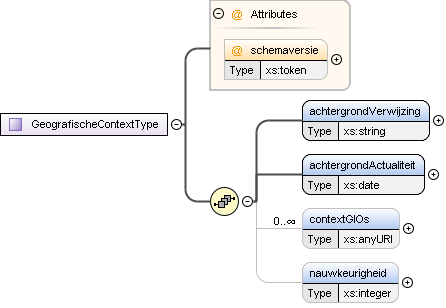 @ Attributes
@ schemaversie
Type xs:token
GeografischeContextType
achtergrondVerwijzing
Type xs:string
achtergrondActualiteit
Type xs:date
0..∞
contextGIOs
Type xs:anyURI
nauwkeurigheid
Type xs:integer